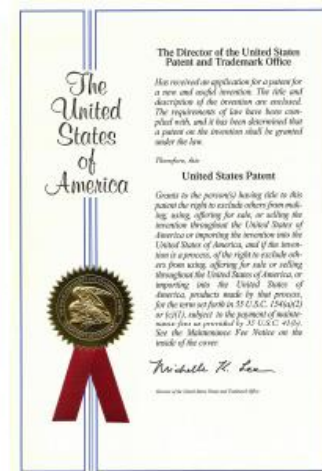 The
United
States
of
America
The Director of the United States
Patent and Trademark Office
Has received an application for a patent for
a new and useful invention. The title and
description of the invention are enclosed.
The requirements of law have been com-
plied with, and it has been determined that
a patent on the invention shall be granted
under the law.
Therefore, this
United States Patent
Grants to the person(s) having title to this
patent the right to exclude others from mak-
ing, using, offering for sale, or selling the
invention throughout the United States of
America or importing the invention into the
United States of America, and if the inven-
tion is a process, of the right to exclude oth-
ers from using, offering for sale or selling
throughout the United States of America, or
importing into the United States of
America, products made by that process,
for the term set forth in 35 U.S.C. 154(a)(2)
or (c)(1), subject to the payment of mainte-
nance fees as provided by 35 U.S.C. 41(b).
See the Maintenance Fee Notice on the
inside of the cover.
Michelle K. Lee
Director of the United States Patent and Trademark Office